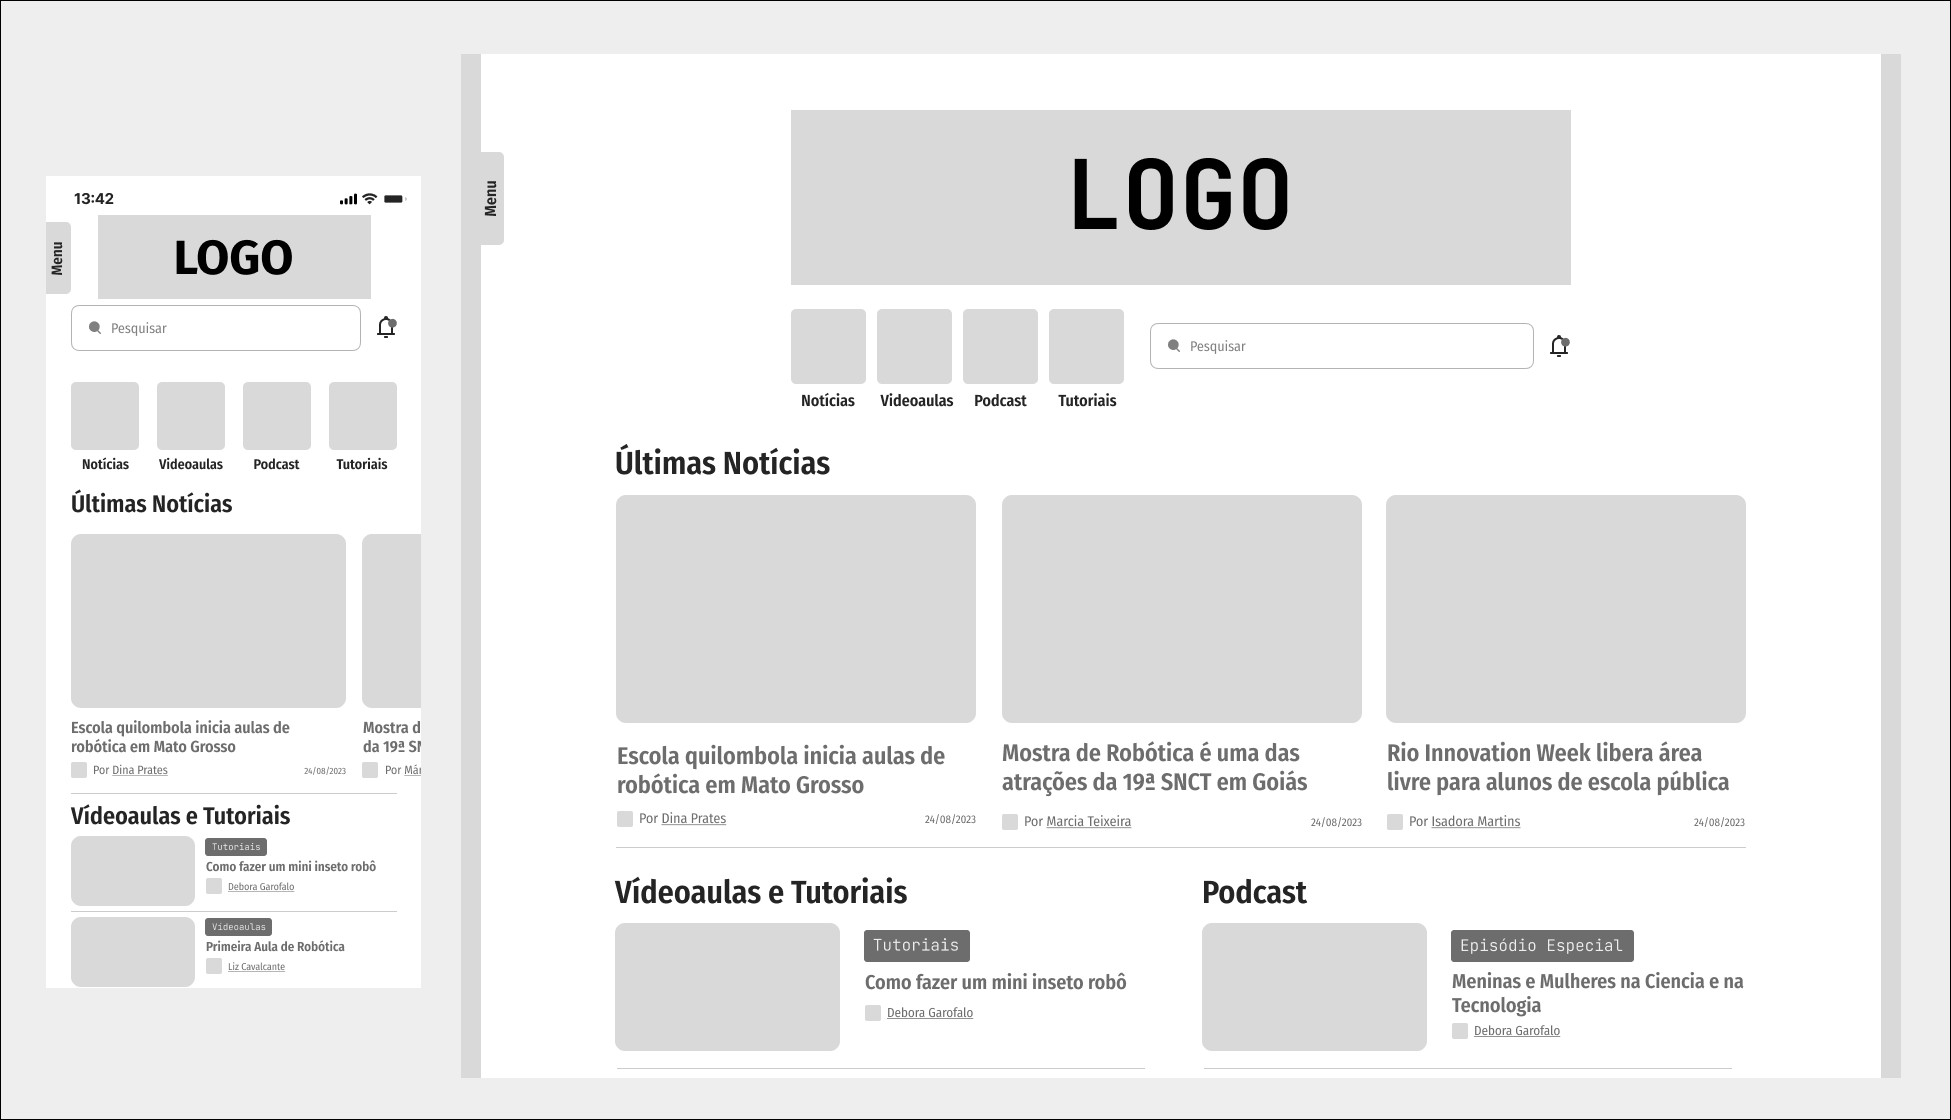 13:42
Menu
LOGO
Pesquisar
Notícias Videoaulas Podcast Tutoriais
Últimas Notícias
Escola quilombola inicia aulas de
robótica em Mato Grosso
Por Dina Prates 24/08/2023
Mostra d
da 19ª SN
Por Már
Vídeoaulas e Tutoriais
Tutoriais
Como fazer um mini inseto robô
Debora Garofalo
Vídeoaulas
Primeira Aula de Robótica
Liz Cavalcante
Menu
LOGO
Notícias Videoaulas Podcast Tutoriais
Pesquisar
Últimas Notícias
Escola quilombola inicia aulas de
robótica em Mato Grosso
Por Dina Prates 24/08/2023
Mostra de Robótica é uma das
atrações da 19ª SNCT em Goiás
Por Marcia Teixeira 24/08/2023
Rio Innovation Week libera área
livre para alunos de escola pública
Por Isadora Martins 24/08/2023
Vídeoaulas e Tutoriais
Tutoriais
Como fazer um mini inseto robô
Debora Garofalo
Podcast
Episódio Especial
Meninas e Mulheres na Ciencia e na
Tecnologia
Debora Garofalo